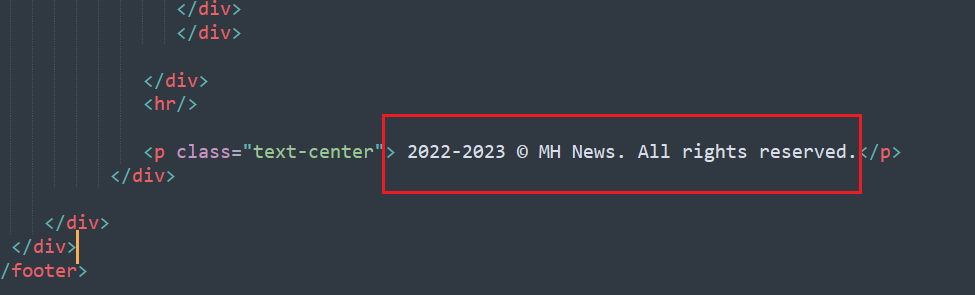 </div>
</div>
</div>
<hr/>
<p class="text-center"> 2022-2023 © MH News. All rights reserved.</p>
</div>
</div>
</div>
/footer>